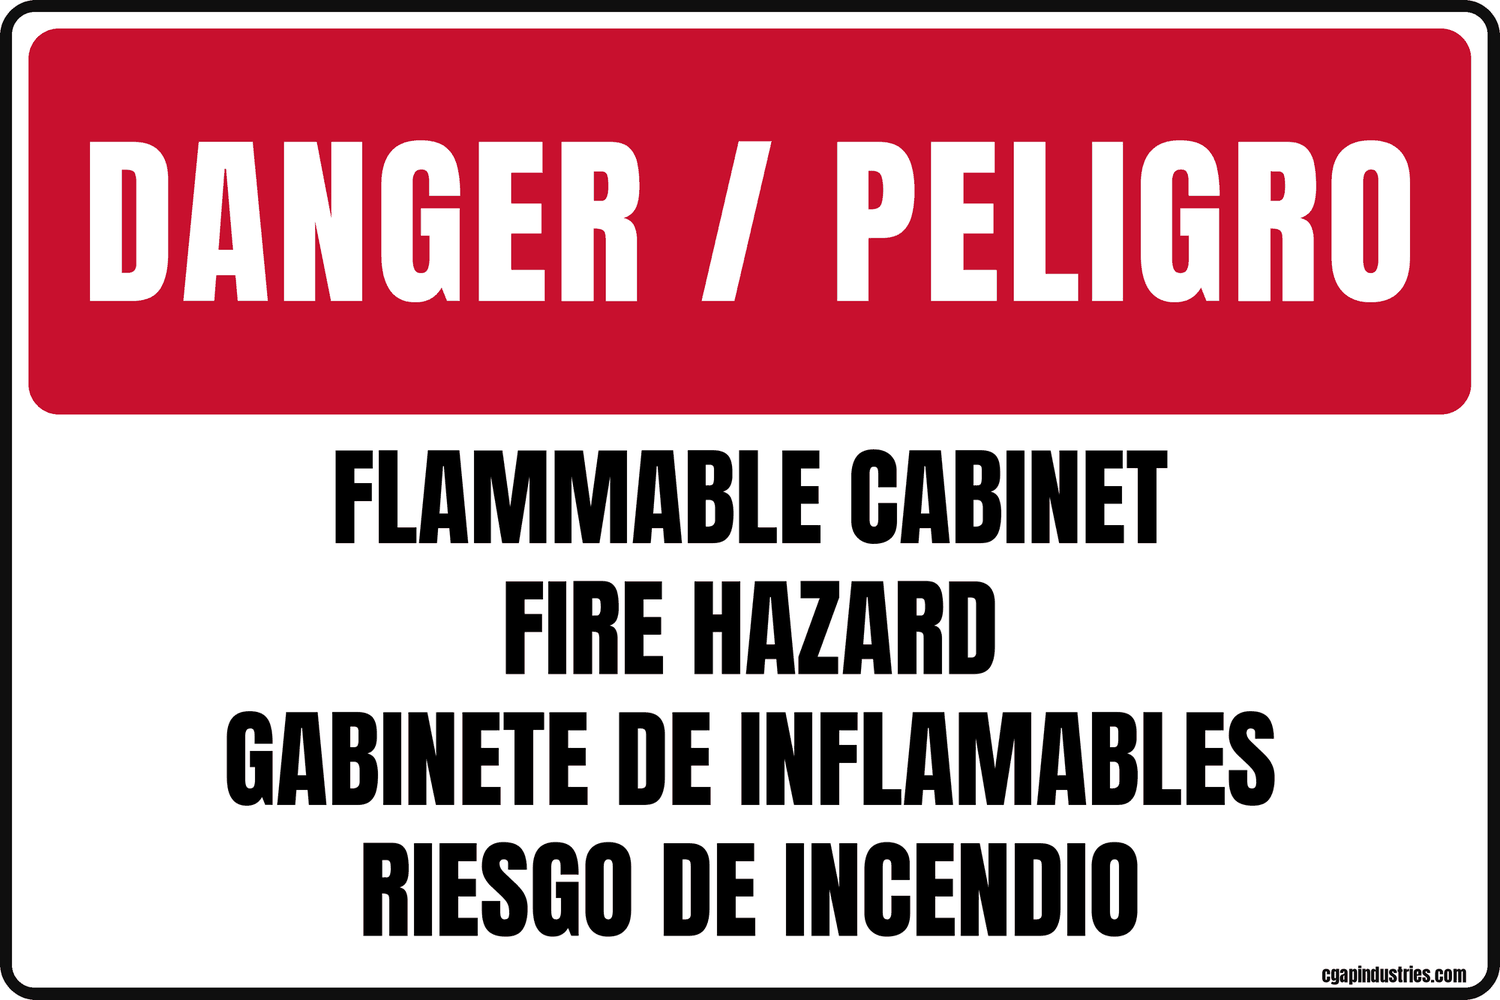 DANGER / PELIGRO
FLAMMABLE CABINET
FIRE HAZARD
GABINETE DE INFLAMABLES
RIESGO DE INCENDIO
cgapindustries.com